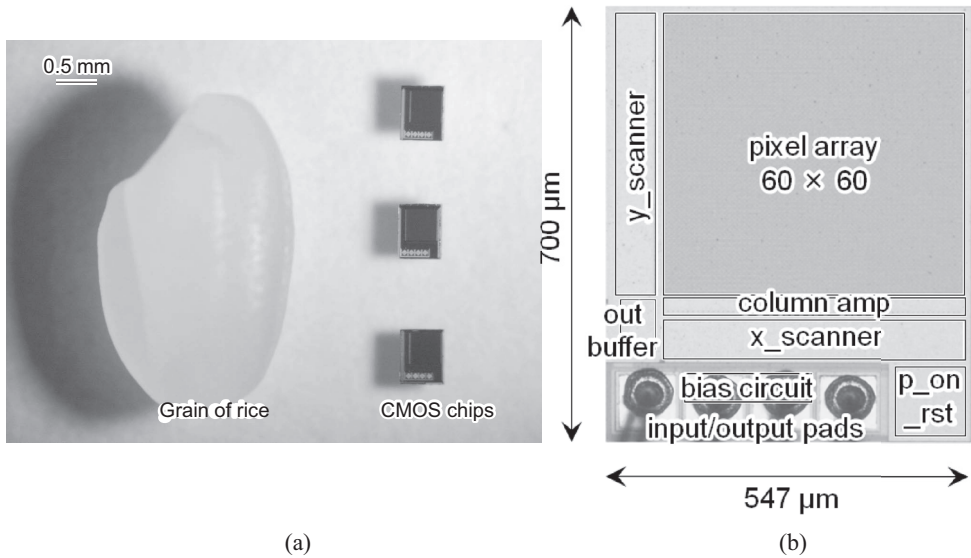 0.5 mm
Grain of rice
CMOS chips
(a)
700 μm
y_scanner
pixel array
60 × 60
column amp
out
buffer
x_scanner
bias circuit
p_on
_rst
input/output pads
547 μm
(b)